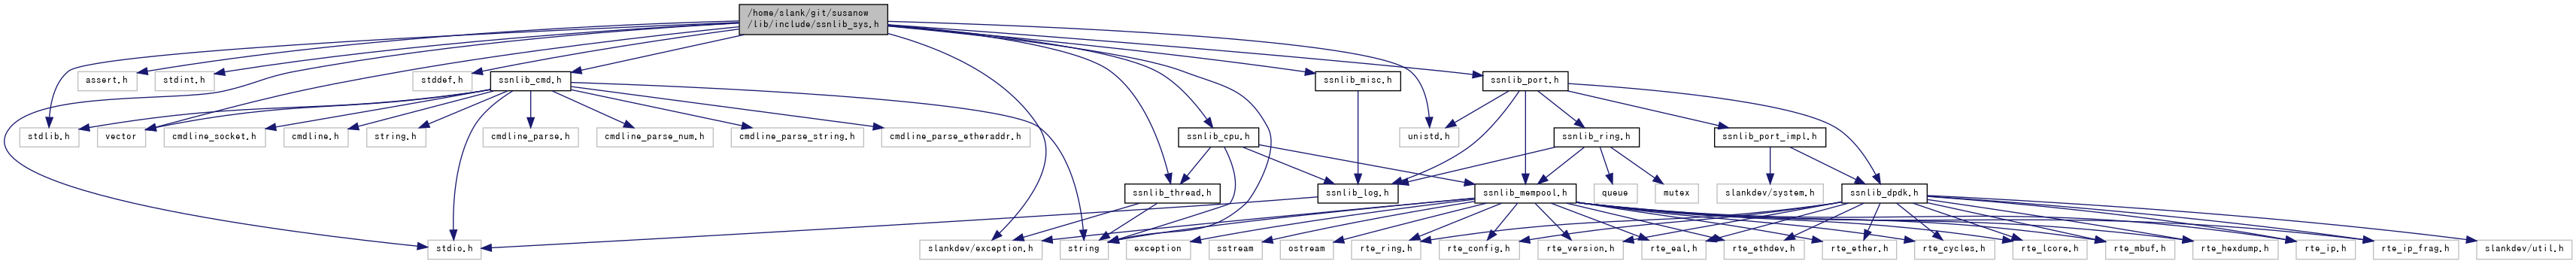 /home/slank/git/susanow
/lib/include/ssnlib_sys.h
assert.h
stdint.h
stddef.h
ssnlib_cmd.h
ssnlib_misc.h
ssnlib_port.h
stdlib.h
vector
cmdline_socket.h
cmdline.h
string.h
cmdline_parse.h
cmdline_parse_num.h
cmdline_parse_string.h
cmdline_parse_etheraddr.h
ssnlib_cpu.h
unistd.h
ssnlib_ring.h
ssnlib_port_impl.h
ssnlib_thread.h
ssnlib_log.h
ssnlib_mempool.h
queue
mutex
slankdev/system.h
ssnlib_dpdk.h
stdio.h
slankdev/exception.h
string
exception
sstream
ostream
rte_ring.h
rte_config.h
rte_version.h
rte_eal.h
rte_ethdev.h
rte_ether.h
rte_cycles.h
rte_lcore.h
rte_mbuf.h
rte_hexdump.h
rte_ip.h
rte_ip_frag.h
slankdev/util.h